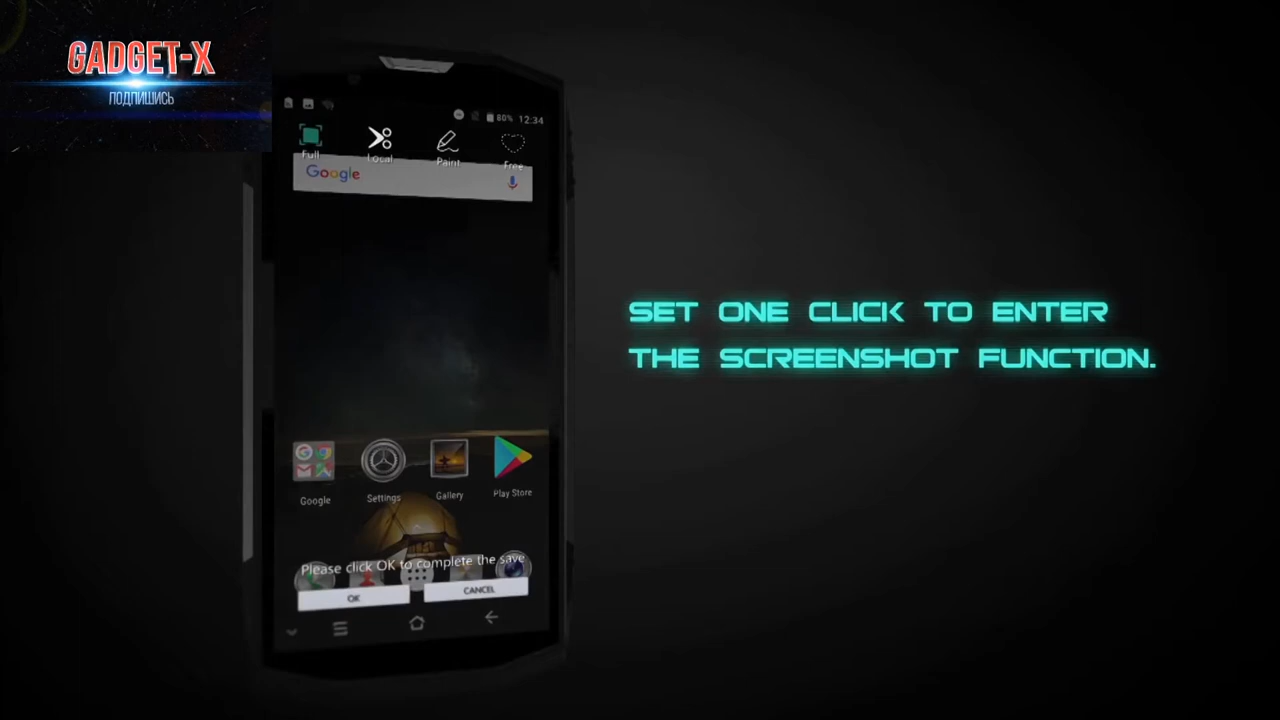 GADGET-X
ПОДПИШИСЬ
80% 12:34
Full Local Paint Free
Google
Google Settings Gallery Play Store
Please click OK to complete the save
OK CANCEL
SET ONE CLICK TO ENTER
THE SCREENSHOT FUNCTION.